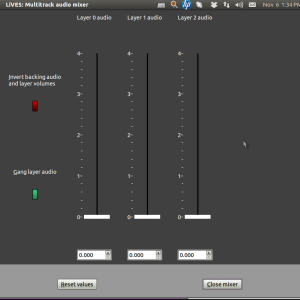 LiVES: Multitrack audio mixer
Nov 6 1:34 PM
Layer 0 audio Layer 1 audio Layer 2 audio
4 4 4
Invert backing audio
and layer volumes
3 3 3
2 2 2
Gang layer audio
1 1 1
0 0 0
0.000 0.000 0.000
Reset values Close mixer